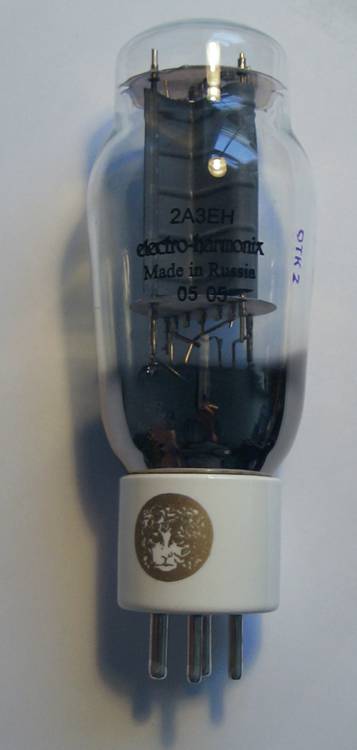 2A3EH
electro-harmonix
Made in Russia
05 05
OTK 2